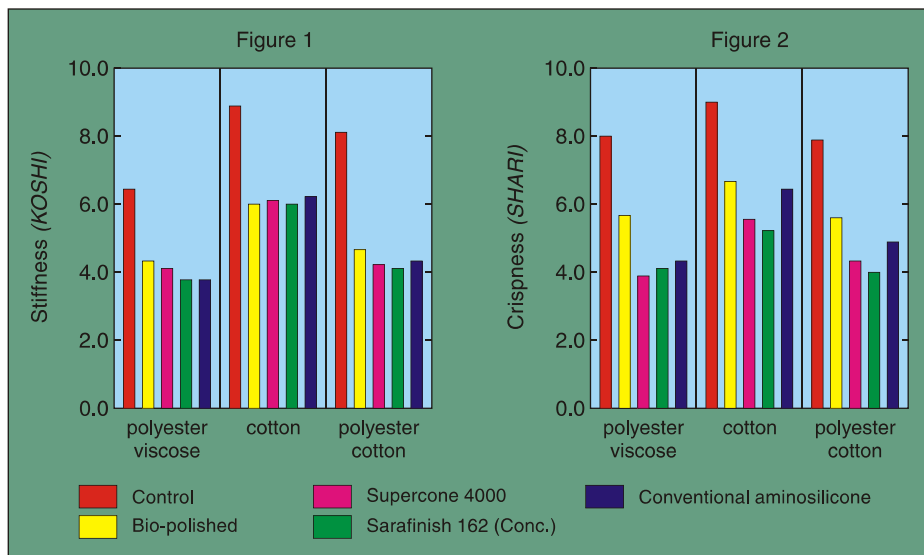 Figure 1
Stiffness (KOSHI)
10.0
8.0
6.0
4.0
2.0
0.0
polyester
viscose
cotton
polyester
cotton
Figure 2
Crispness (SHARI)
10.0
8.0
6.0
4.0
2.0
0.0
polyester
viscose
cotton
polyester
cotton
Control
Bio-polished
Supercone 4000
Sarafinish 162 (Conc.)
Conventional aminosilicone